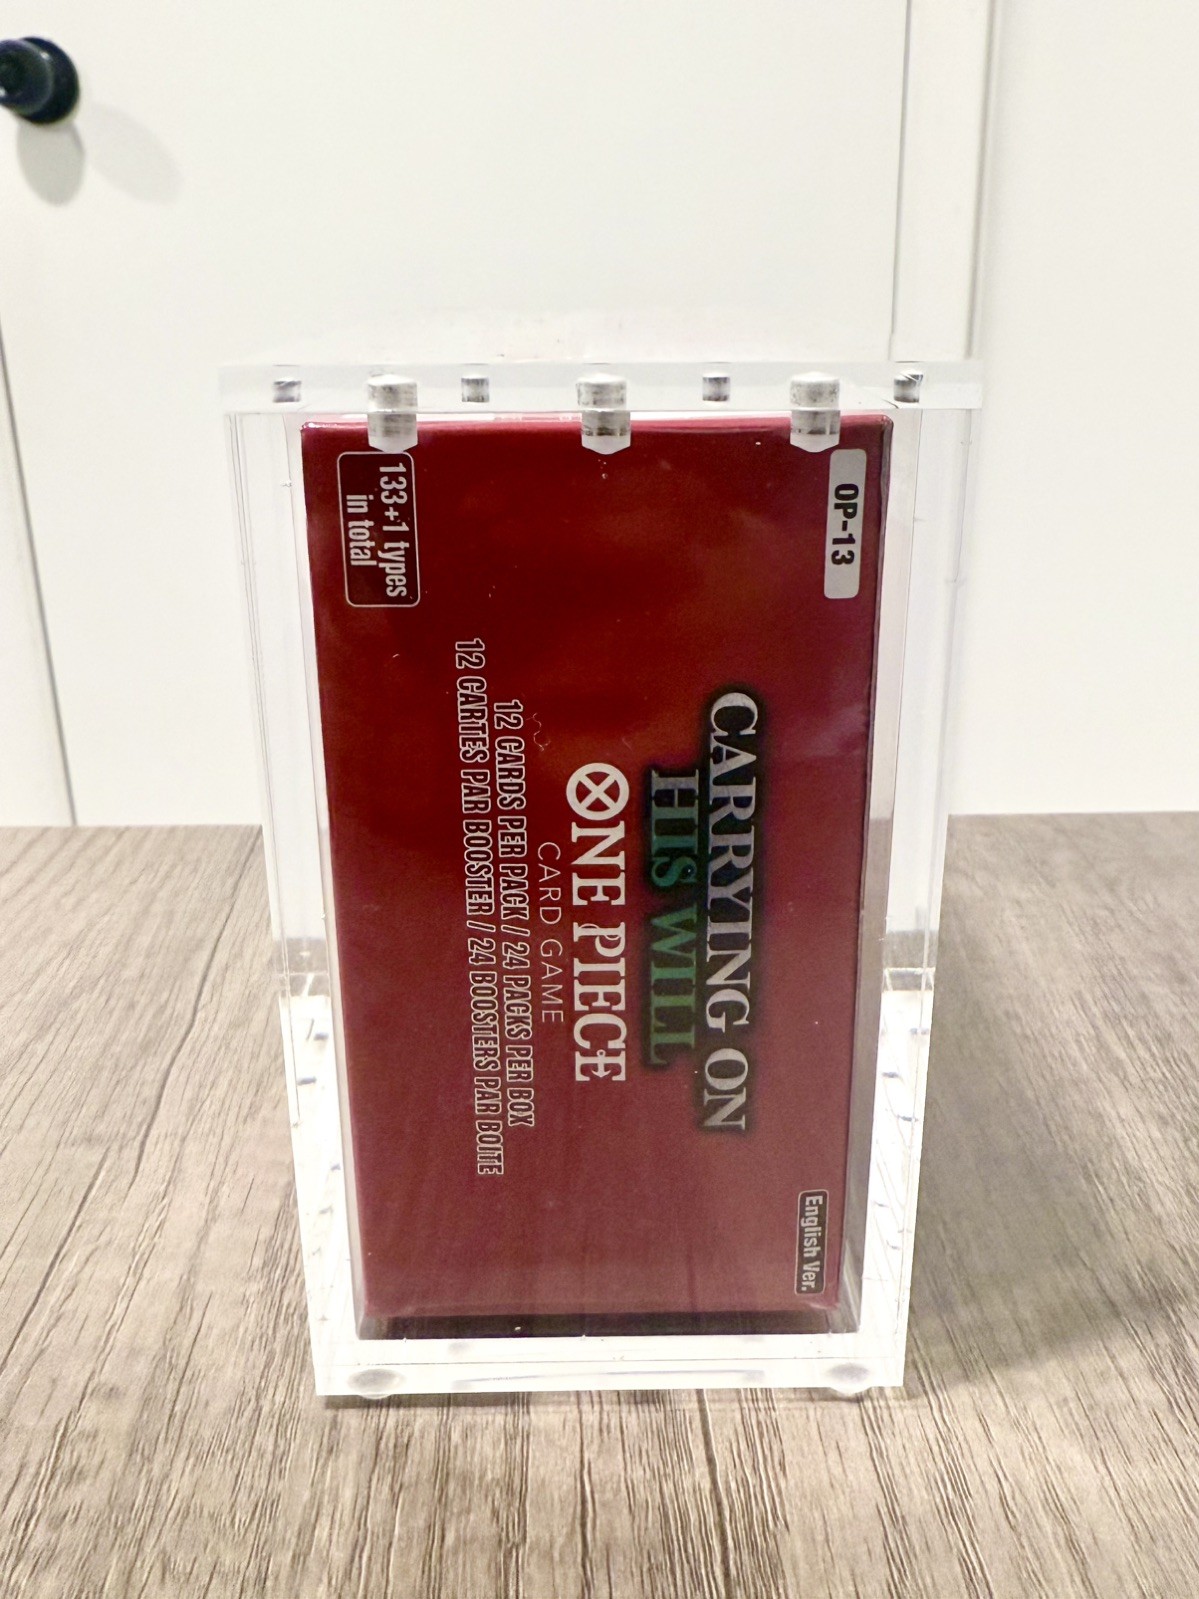 OP-13
133+1 types
in total
CARRYING ON
HIS WILL
ONE PIECE
CARD GAME
12 CARDS PER PACK / 24 PACKS PER BOX
12 CARTES PAR BOOSTER / 24 BOOSTERS PAR BOITE
English Ver.